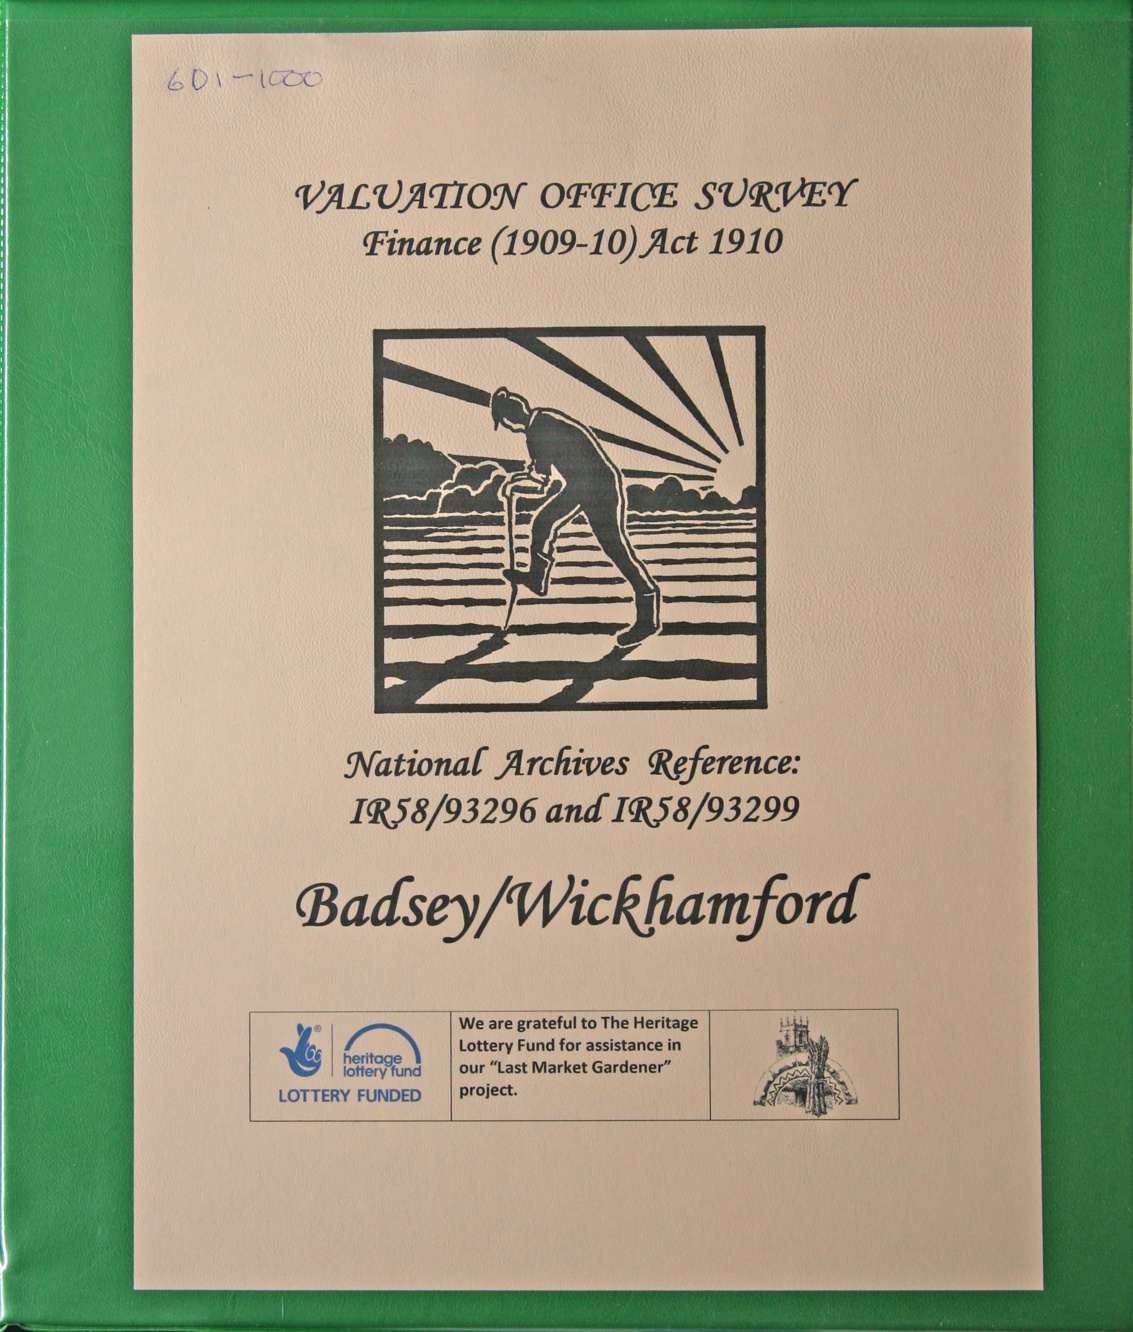 601-1000
VALUATION OFFICE SURVEY
Finance (1909-10) Act 1910
National Archives Reference:
IR58/93296 and IR58/93299
Badsey/Wickhamford
heritage
lottery fund
LOTTERY FUNDED
We are grateful to The Heritage
Lottery Fund for assistance in
our “Last Market Gardener”
project.